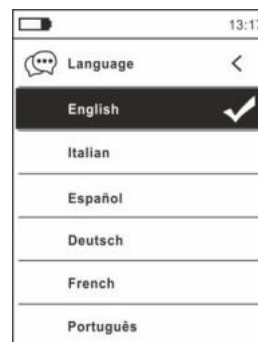 13:17
Language
English
Italian
Español
Deutsch
French
Português